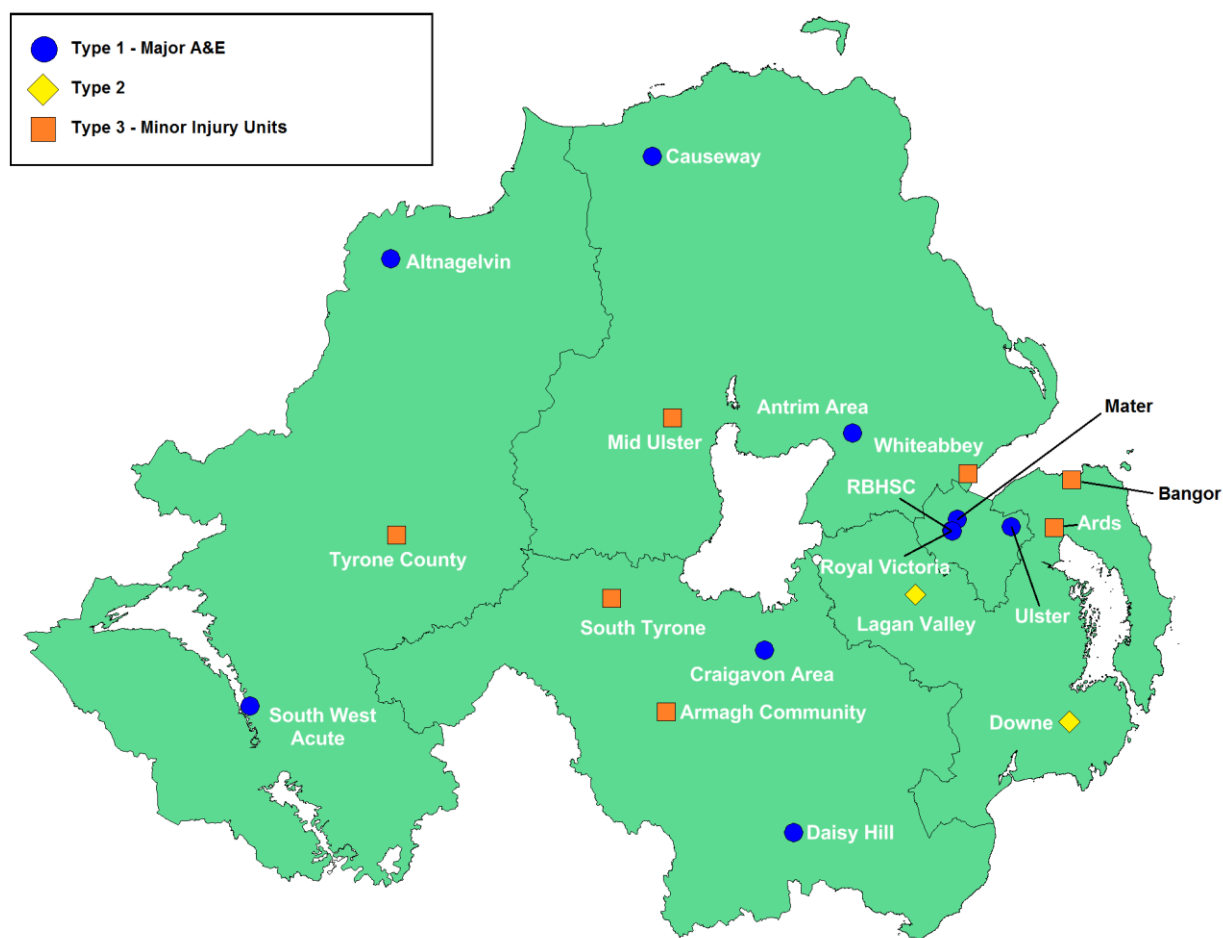 Type 1 - Major A&E
Type 2
Type 3 - Minor Injury Units
Causeway
Altnagelvin
Antrim Area
Mater
Mid Ulster
Whiteabbey
RBHSC
Bangor
Ards
Tyrone County
Royal Victoria
South Tyrone
Lagan Valley
Ulster
Craigavon Area
South West
Acute
Armagh Community
Downe
Daisy Hill